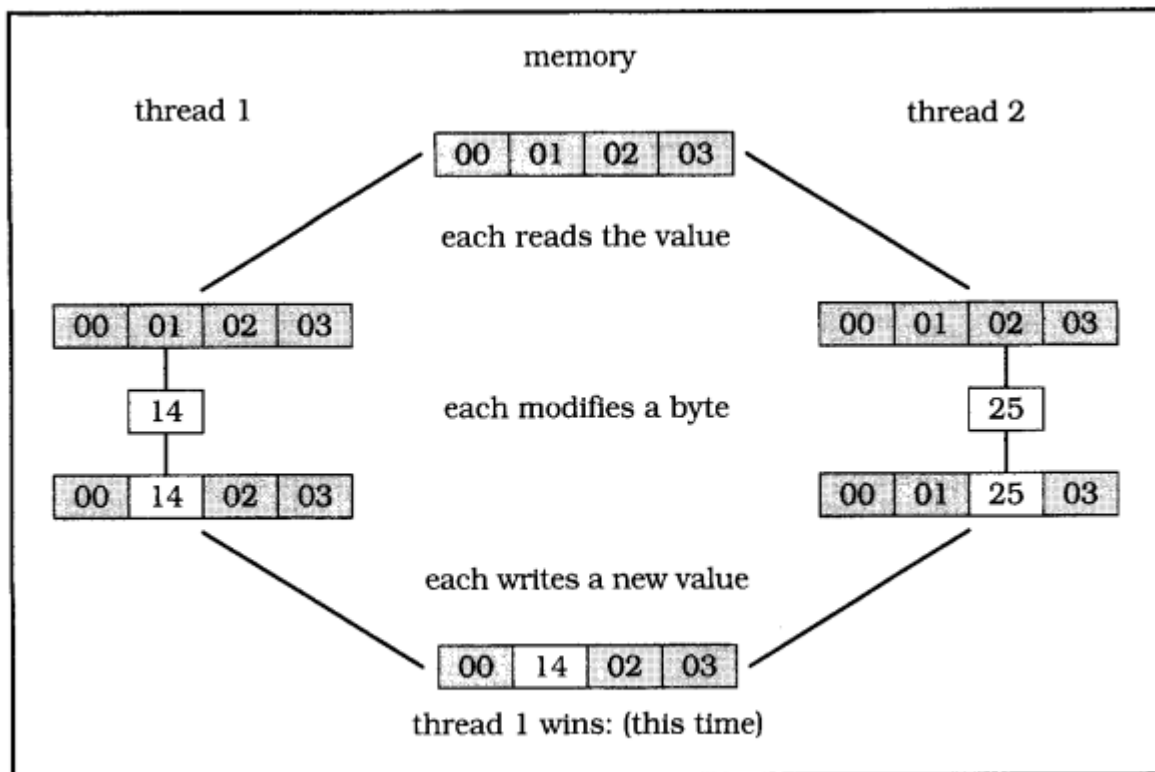 memory
thread 1
thread 2
00 01 02 03
each reads the value
00 01 02 03
00 01 02 03
14
each modifies a byte
25
00 14 02 03
00 01 25 03
each writes a new value
00 14 02 03
thread 1 wins: (this time)